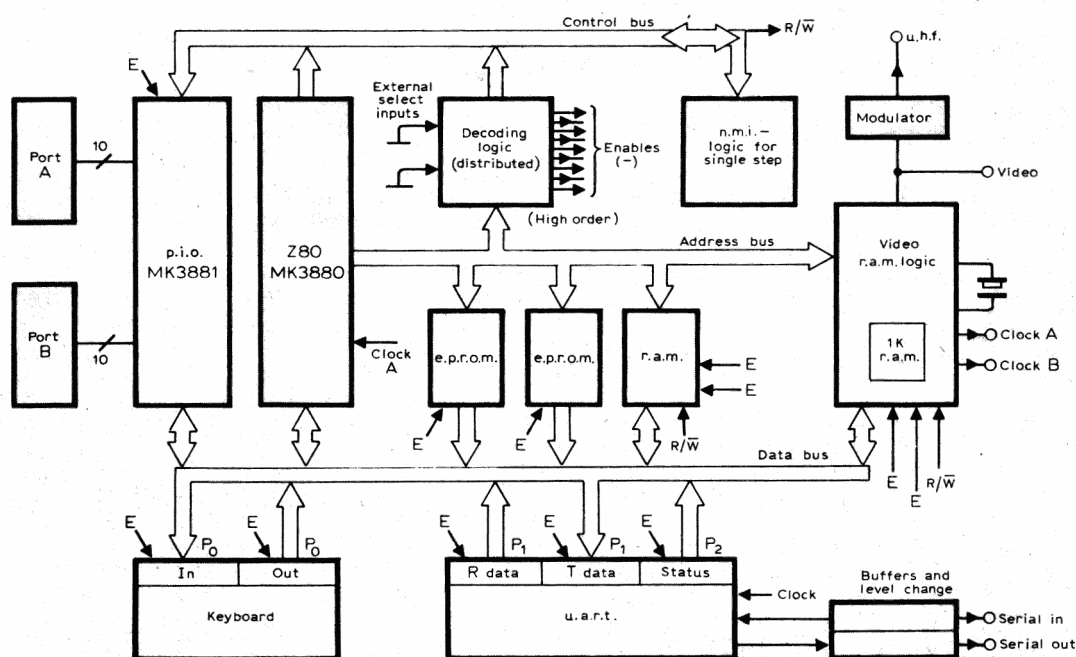 Control bus
R/W̅
u.h.f.
E
External
select
inputs
Port
A
10
Decoding
logic
(distributed)
Enables
(-)
n.m.i.-
logic for
single step
Modulator
Video
(High order)
p.i.o.
MK3881
Z80
MK3880
Address bus
Video
r.a.m. logic
Port
B
10
Clock
A
e.p.r.o.m.
e.p.r.o.m.
r.a.m.
E
E
1K
r.a.m.
Clock A
Clock B
E
E
R/W̅
Data bus
E
E
R/W̅
E
P0
E
P0
E
P1
E
P1
E
P2
In
Out
Keyboard
R data
T data
Status
u.a.r.t.
Clock
Buffers and
level change
Serial in
Serial out